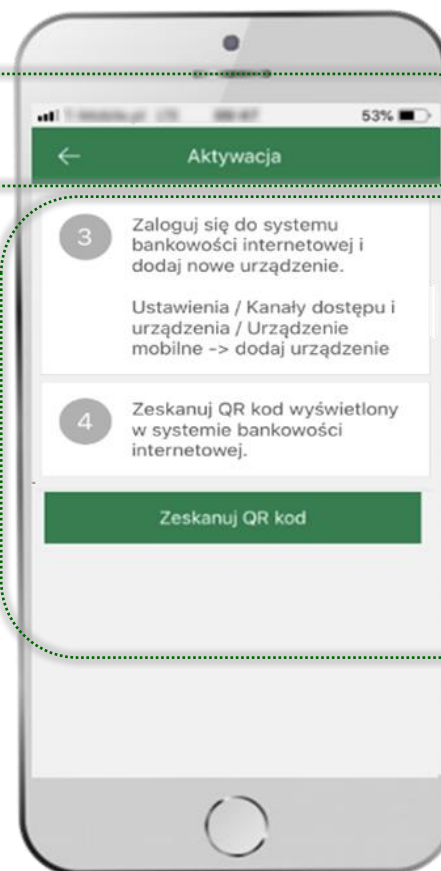 53%
Aktywacja
3
Zaloguj się do systemu
bankowości internetowej i
dodaj nowe urządzenie.
Ustawienia / Kanały dostępu i
urządzenia / Urządzenie
mobilne -> dodaj urządzenie
4
Zeskanuj QR kod wyświetlony
w systemie bankowości
internetowej.
Zeskanuj QR kod